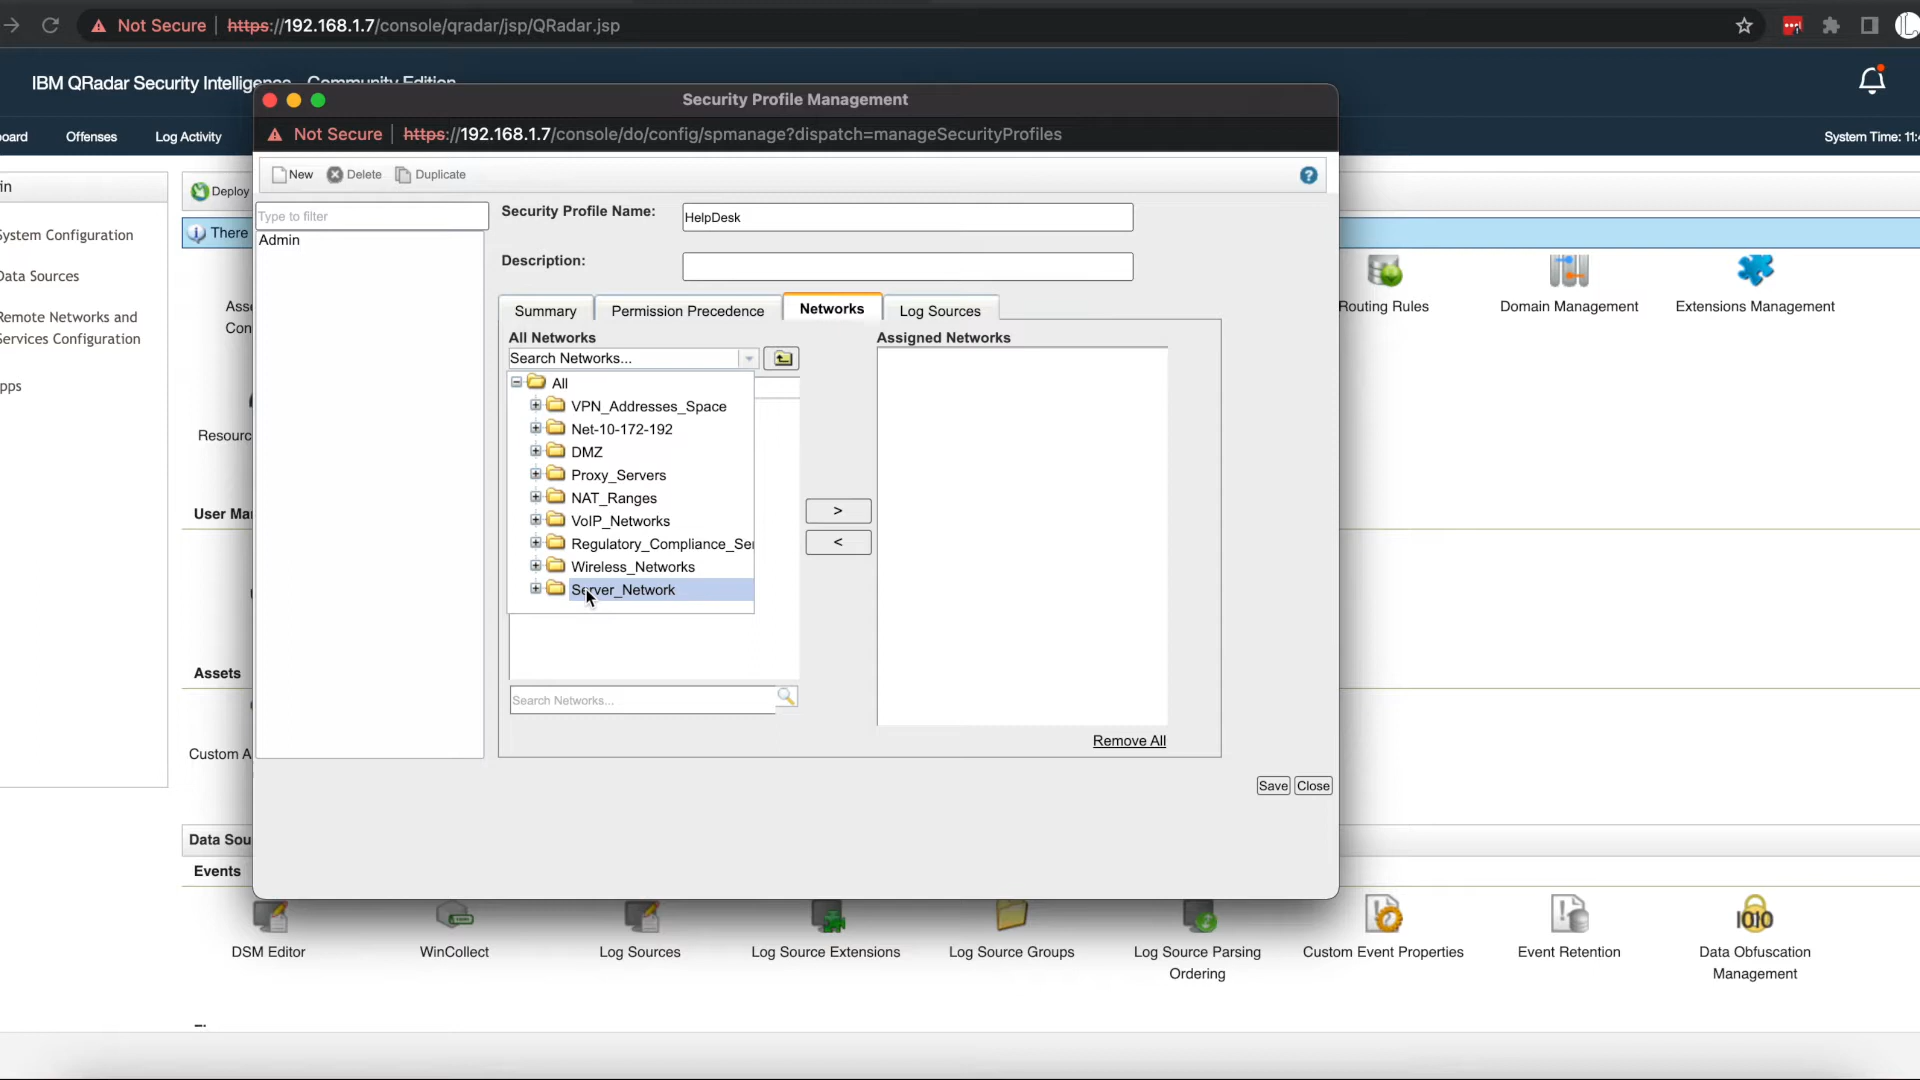 Not Secure | https://192.168.1.7/console/qradar/jsp/QRadar.jsp
IBM QRadar Security Intelligence - Community Edition
oard Offenses Log Activity System Time: 11:4
Security Profile Management
Not Secure | https://192.168.1.7/console/do/config/spmanage?dispatch=manageSecurityProfiles
New Delete Duplicate
in
Deploy
Type to filter
Security Profile Name: HelpDesk
There
Admin
System Configuration
Description:
Data Sources
Summary Permission Precedence Networks Log Sources
Asse
Con
Routing Rules Domain Management Extensions Management
Remote Networks and
Services Configuration
pps
All Networks Assigned Networks
Search Networks...
All
VPN_Addresses_Space
Net-10-172-192
DMZ
Proxy_Servers
NAT_Ranges
VoIP_Networks
Regulatory_Compliance_Ser
Wireless_Networks
Server_Network
>
<
Resourc
User Ma
Assets
Search Networks...
Remove All
Custom A
Save Close
Data Sou
Events
DSM Editor WinCollect Log Sources Log Source Extensions Log Source Groups Log Source Parsing Custom Event Properties Event Retention Data Obfuscation
Ordering Management